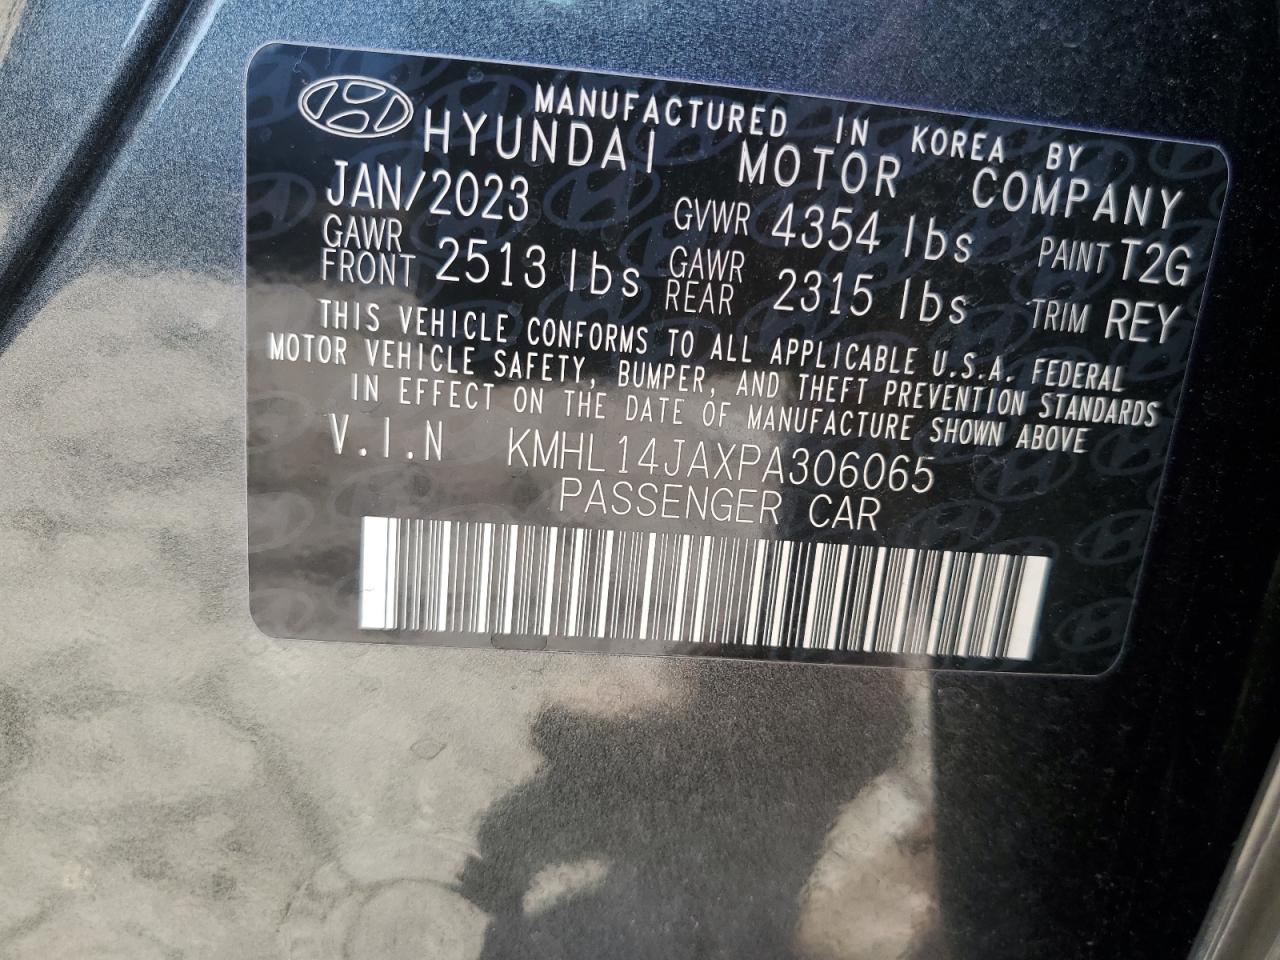 MANUFACTURED IN KOREA BY
HYUNDAI MOTOR COMPANY
JAN/2023 GVWR 4354 lbs PAINT T2G
GAWR FRONT 2513 lbs GAWR REAR 2315 lbs TRIM REY
THIS VEHICLE CONFORMS TO ALL APPLICABLE U.S.A. FEDERAL
MOTOR VEHICLE SAFETY, BUMPER, AND THEFT PREVENTION STANDARDS
IN EFFECT ON THE DATE OF MANUFACTURE SHOWN ABOVE
V.I.N KMHL14JAXPA306065
PASSENGER CAR